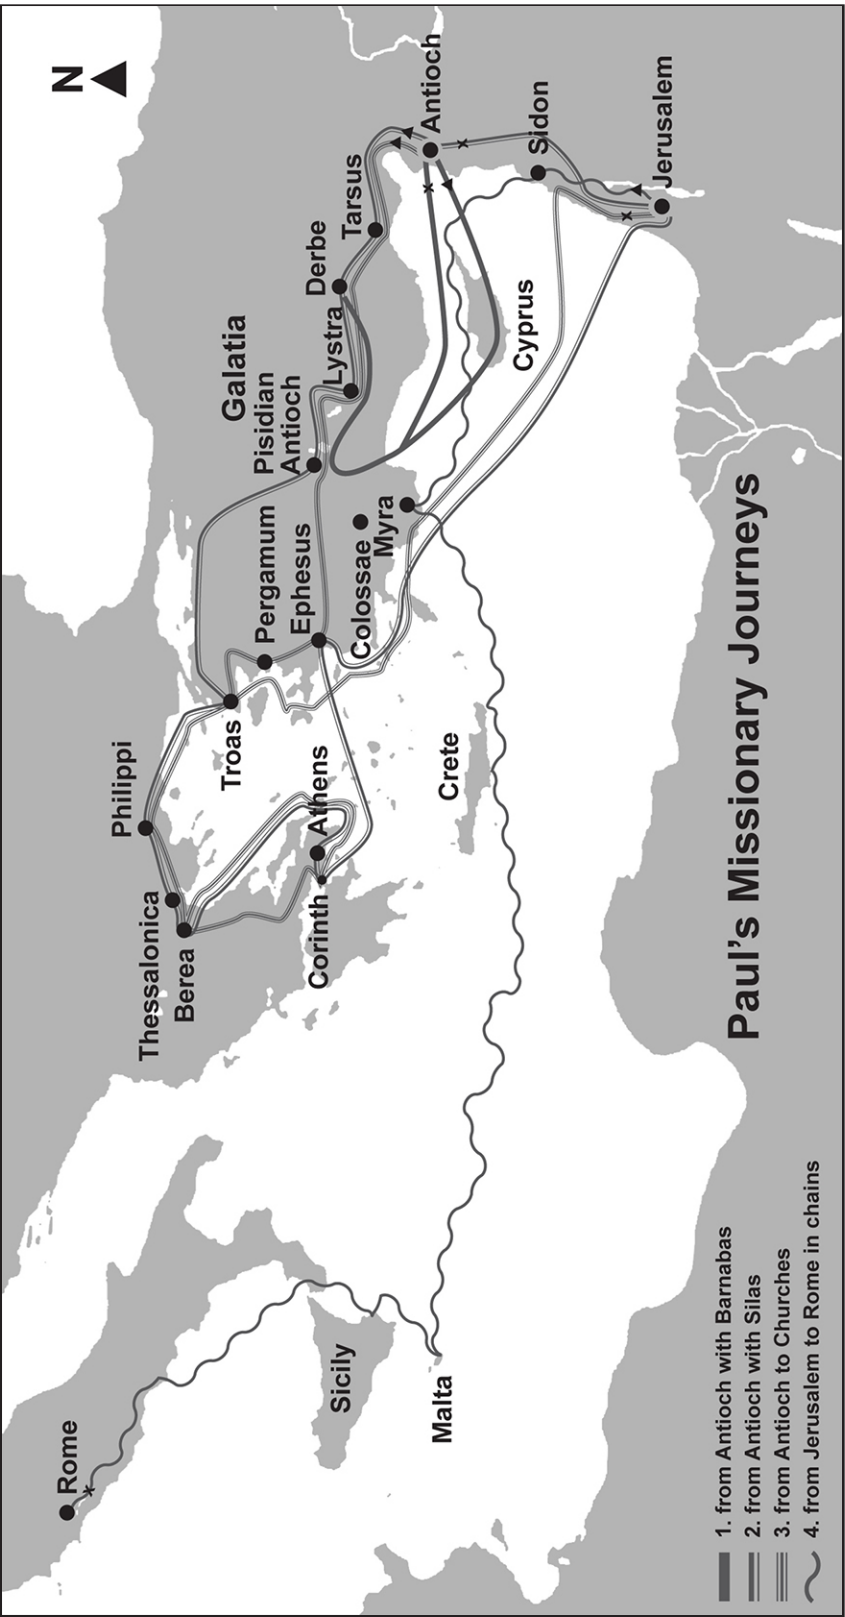 N
Rome
Sicily
Malta
Thessalonica
Berea
Philippi
Corinth
Athens
Troas
Crete
Pergamum
Ephesus
Colossae
Myra
Galatia
Pisidian
Antioch
Lystra
Derbe
Tarsus
Cyprus
Antioch
Sidon
Jerusalem
Paul's Missionary Journeys
1. from Antioch with Barnabas
2. from Antioch with Silas
3. from Antioch to Churches
4. from Jerusalem to Rome in chains